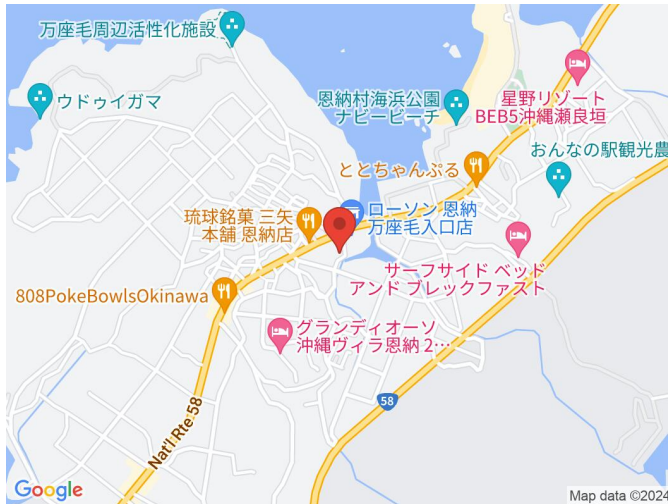 万座毛周辺活性化施設
ウドゥイガマ
恩納村海浜公園
ナビービーチ
星野リゾート
BEB5沖縄瀬良垣
ととちゃんぷる
おんなの駅観光農
琉球銘菓 三矢
本舗 恩納店
ローソン 恩納
万座毛入口店
サーフサイド ベッド
アンド ブレックファスト
808PokeBowlsOkinawa
グランディオーソ
沖縄ヴィラ恩納 2…
58
Nat'l Rte 58
Google
Map data ©2024